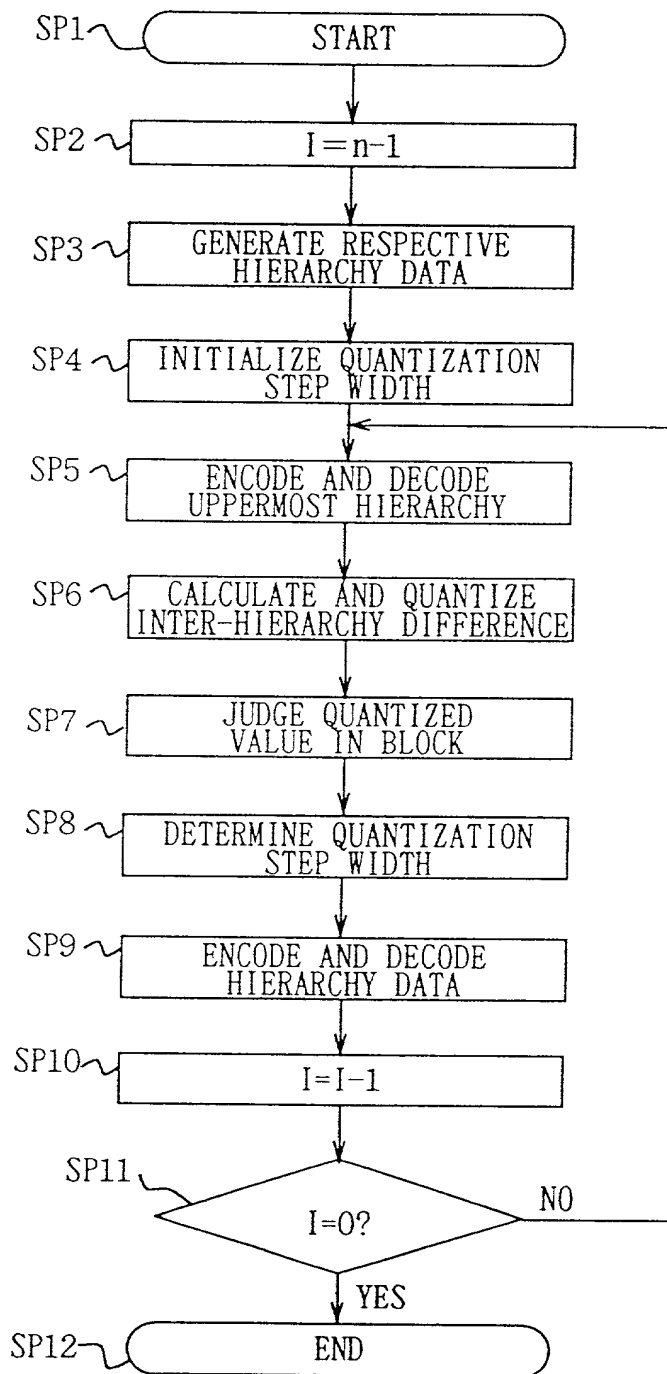 SP1
START
SP2
I=n-1
SP3
GENERATE RESPECTIVE
HIERARCHY DATA
SP4
INITIALIZE QUANTIZATION
STEP WIDTH
SP5
ENCODE AND DECODE
UPPERMOST HIERARCHY
SP6
CALCULATE AND QUANTIZE
INTER-HIERARCHY DIFFERENCE
SP7
JUDGE QUANTIZED
VALUE IN BLOCK
SP8
DETERMINE QUANTIZATION
STEP WIDTH
SP9
ENCODE AND DECODE
HIERARCHY DATA
SP10
I=I-1
SP11
I=0?
NO
YES
SP12
END